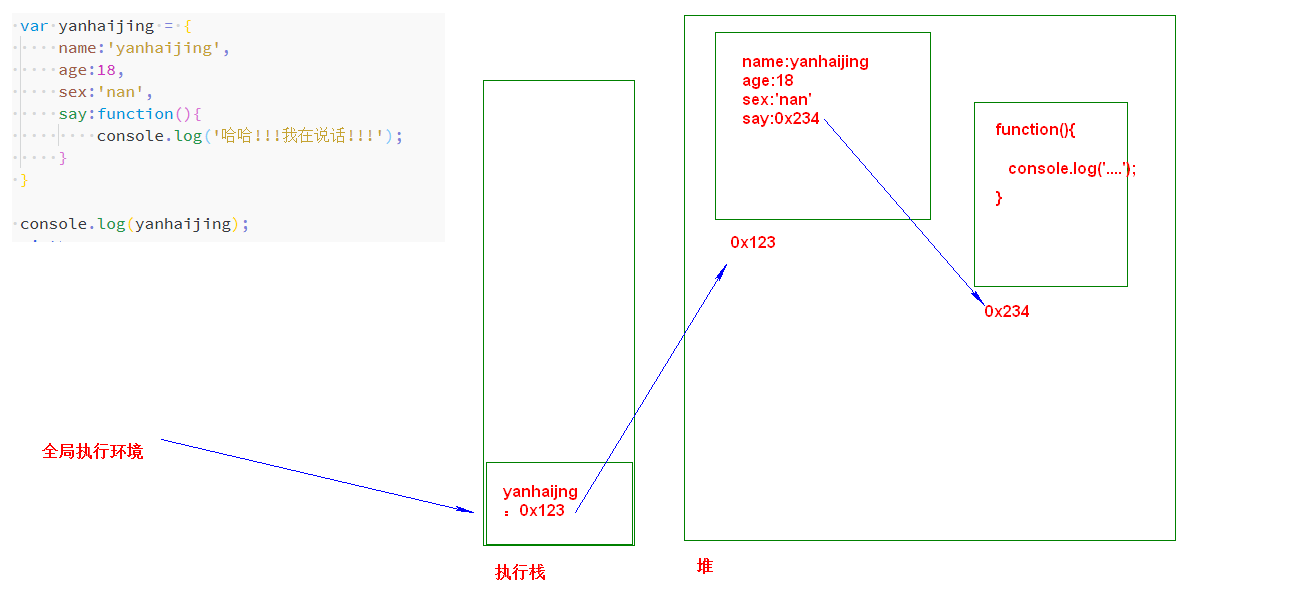 var yanhaijing = {
name:'yanhaijing',
age:18,
sex:'nan',
say:function(){
console.log('哈哈!!!我在说话!!!');
}
}
console.log(yanhaijing);
全局执行环境
yanhaijng
：0x123
执行栈
name:yanhaijing
age:18
sex:'nan'
say:0x234
0x123
function(){
console.log('....');
}
0x234
堆